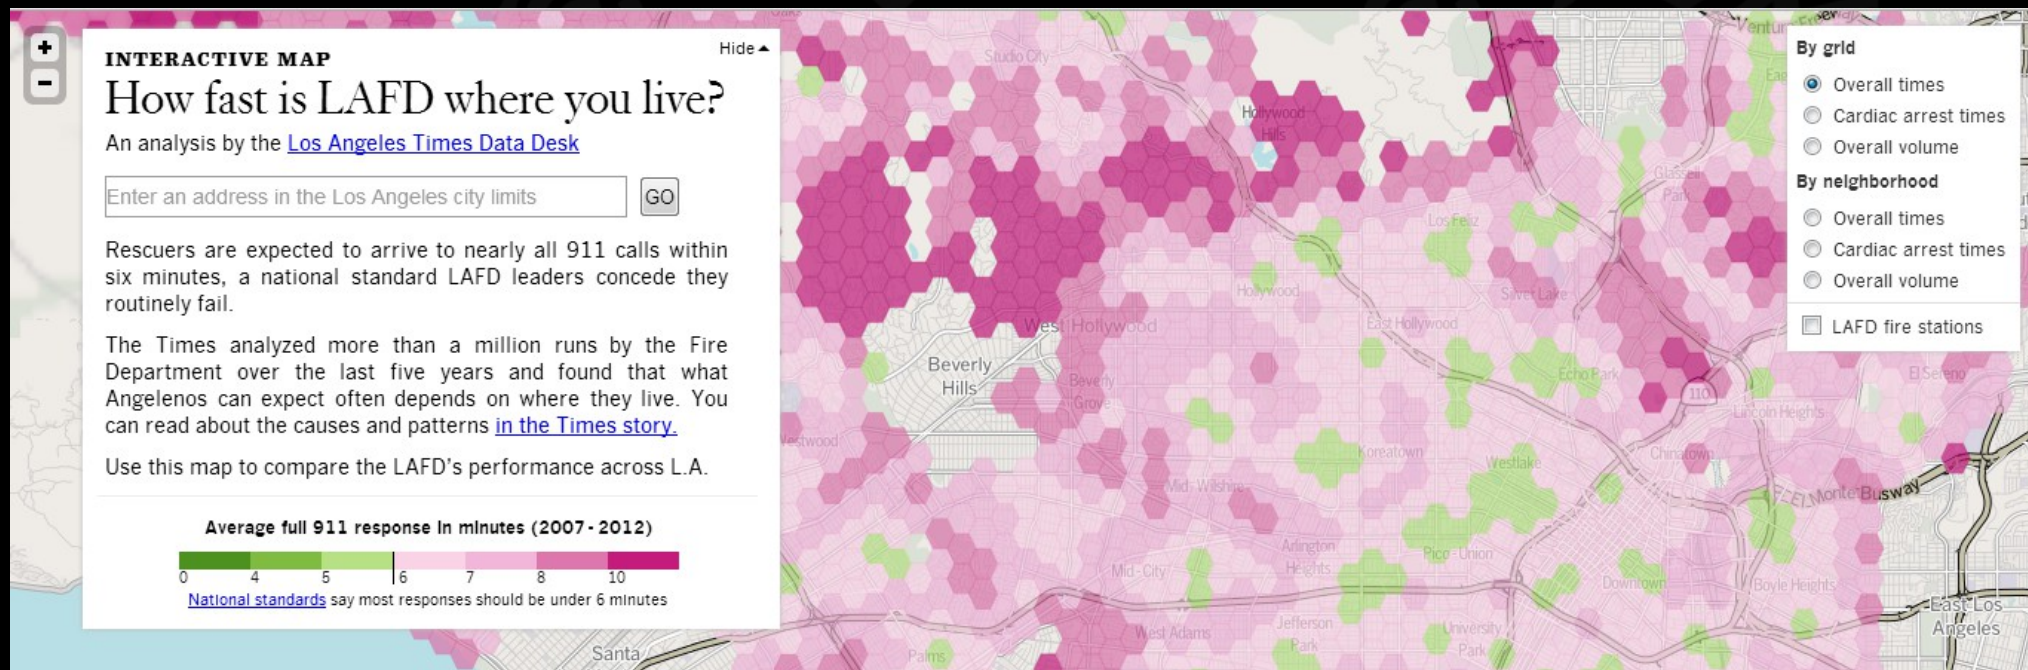 +
-
INTERACTIVE MAP
Hide
How fast is LAFD where you live?
An analysis by the Los Angeles Times Data Desk
Enter an address in the Los Angeles city limits
GO
Rescuers are expected to arrive to nearly all 911 calls within
six minutes, a national standard LAFD leaders concede they
routinely fail.
The Times analyzed more than a million runs by the Fire
Department over the last five years and found that what
Angelenos can expect often depends on where they live. You
can read about the causes and patterns in the Times story.
Use this map to compare the LAFD's performance across L.A.
Average full 911 response in minutes (2007-2012)
0 4 5 6 7 8 10
National standards say most responses should be under 6 minutes
By grid
Overall times
Cardiac arrest times
Overall volume
By neighborhood
Overall times
Cardiac arrest times
Overall volume
LAFD fire stations
Studio City
Hollywood
Hills
Glassell
Park
Los Feliz
Hollywood
Silver Lake
West Hollywood
East Hollywood
Beverly
Hills
Beverly
Grove
Echo Park
El Sereno
110
Lincoln Heights
Westwood
Koreatown
Westlake
Chinatown
Mid-Wilshire
El Monte Busway
Arlington
Heights
Pico-Union
Mid-City
Downtown
Boyle Heights
East Los
Angeles
West Adams
Jefferson
Park
University
Park
Santa
Palms